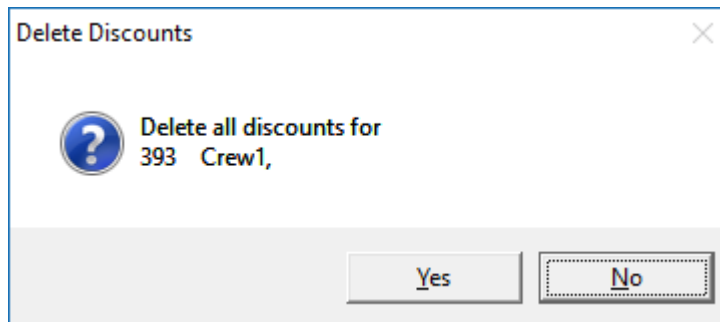 Delete Discounts
Delete all discounts for
393 Crew1,
Yes No